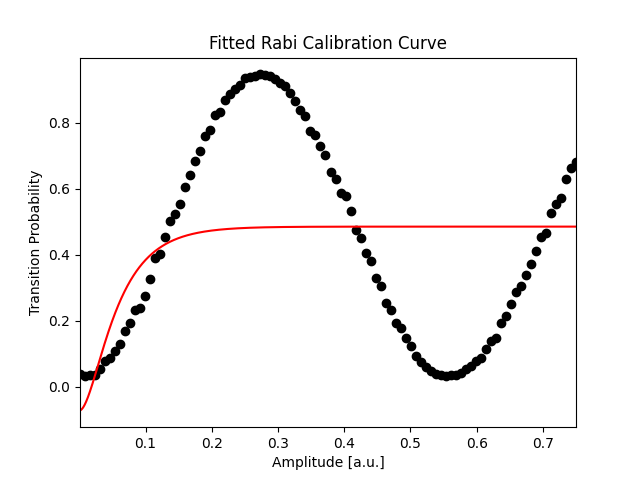 Fitted Rabi Calibration Curve
Transition Probability
0.8
0.6
0.4
0.2
0.0
0.1 0.2 0.3 0.4 0.5 0.6 0.7
Amplitude [a.u.]